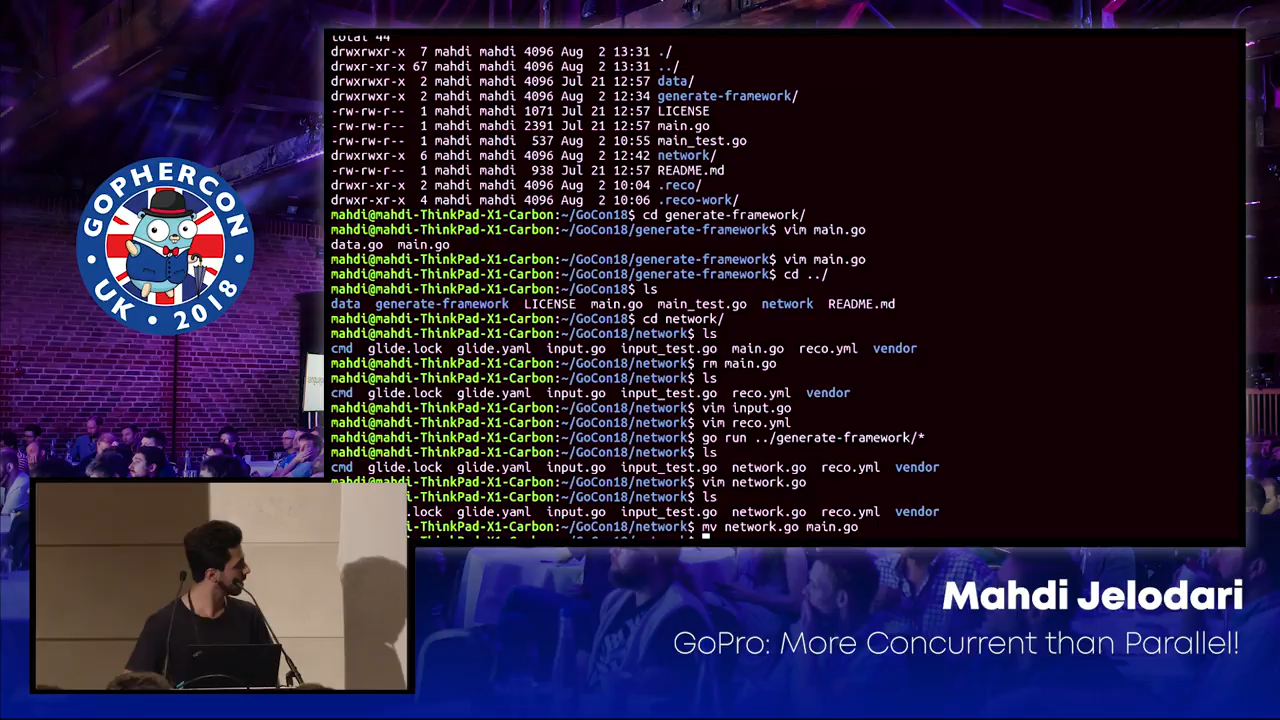 GOPHERCON
UK • 2018
total 44
drwxrwxr-x 7 mahdi mahdi 4096 Aug 2 13:31 ./
drwxr-xr-x 67 mahdi mahdi 4096 Aug 2 13:31 ../
drwxrwxr-x 2 mahdi mahdi 4096 Jul 21 12:57 data/
drwxrwxr-x 2 mahdi mahdi 4096 Aug 2 12:34 generate-framework/
-rw-rw-r-- 1 mahdi mahdi 1071 Jul 21 12:57 LICENSE
-rw-rw-r-- 1 mahdi mahdi 2391 Jul 21 12:57 main.go
-rw-rw-r-- 1 mahdi mahdi 537 Aug 2 10:55 main_test.go
drwxrwxr-x 6 mahdi mahdi 4096 Aug 2 12:42 network/
-rw-rw-r-- 1 mahdi mahdi 938 Jul 21 12:57 README.md
drwxr-xr-x 2 mahdi mahdi 4096 Aug 2 10:04 .reco/
drwxr-xr-x 4 mahdi mahdi 4096 Aug 2 10:06 .reco-work/
mahdi@mahdi-ThinkPad-X1-Carbon:~/GoCon18$ cd generate-framework/
mahdi@mahdi-ThinkPad-X1-Carbon:~/GoCon18/generate-framework$ vim main.go
data.go main.go
mahdi@mahdi-ThinkPad-X1-Carbon:~/GoCon18/generate-framework$ vim main.go
mahdi@mahdi-ThinkPad-X1-Carbon:~/GoCon18/generate-framework$ cd ../
mahdi@mahdi-ThinkPad-X1-Carbon:~/GoCon18$ ls
data generate-framework LICENSE main.go main_test.go network README.md
mahdi@mahdi-ThinkPad-X1-Carbon:~/GoCon18$ cd network/
mahdi@mahdi-ThinkPad-X1-Carbon:~/GoCon18/network$ ls
cmd glide.lock glide.yaml input.go input_test.go main.go reco.yml vendor
mahdi@mahdi-ThinkPad-X1-Carbon:~/GoCon18/network$ rm main.go
mahdi@mahdi-ThinkPad-X1-Carbon:~/GoCon18/network$ ls
cmd glide.lock glide.yaml input.go input_test.go reco.yml vendor
mahdi@mahdi-ThinkPad-X1-Carbon:~/GoCon18/network$ vim input.go
mahdi@mahdi-ThinkPad-X1-Carbon:~/GoCon18/network$ vim reco.yml
mahdi@mahdi-ThinkPad-X1-Carbon:~/GoCon18/network$ go run ../generate-framework/*
mahdi@mahdi-ThinkPad-X1-Carbon:~/GoCon18/network$ ls
cmd glide.lock glide.yaml input.go input_test.go network.go reco.yml vendor
mahdi@mahdi-ThinkPad-X1-Carbon:~/GoCon18/network$ vim network.go
mahdi@mahdi-ThinkPad-X1-Carbon:~/GoCon18/network$ ls
.lock glide.yaml input.go input_test.go network.go reco.yml vendor
mahdi-ThinkPad-X1-Carbon:~/GoCon18/network$ mv network.go main.go
mahdi-ThinkPad-X1-Carbon:~/GoCon18/network$
Mahdi Jelodari
GoPro: More Concurrent than Parallel!